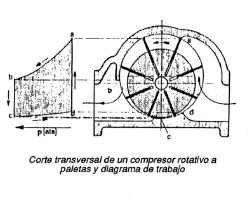 a
b
c
d
p [ata]
a
b
d
c
Corte transversal de un compresor rotativo a
paletas y diagrama de trabajo